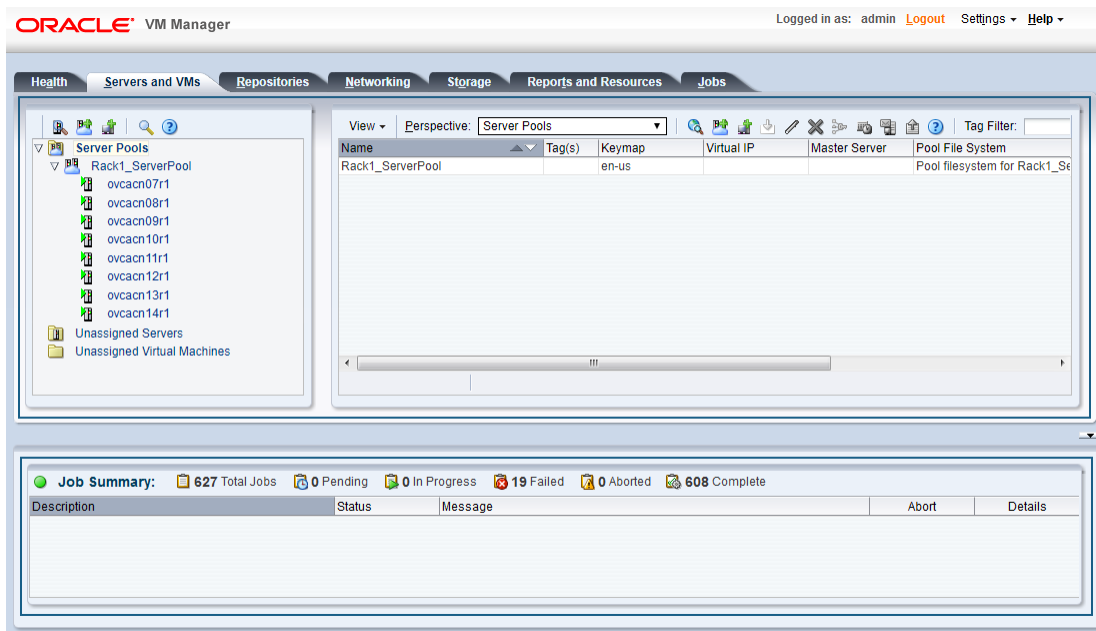 ORACLE VM Manager
Logged in as: admin Logout Settings Help
Health Servers and VMs Repositories Networking Storage Reports and Resources Jobs
View Perspective: Server Pools Tag Filter:
Server Pools
Rack1_ServerPool
ovcacn07r1
ovcacn08r1
ovcacn09r1
ovcacn10r1
ovcacn11r1
ovcacn12r1
ovcacn13r1
ovcacn14r1
Unassigned Servers
Unassigned Virtual Machines
Name Tag(s) Keymap Virtual IP Master Server Pool File System
Rack1_ServerPool en-us Pool filesystem for Rack1_Se
Job Summary: 627 Total Jobs 0 Pending 0 In Progress 19 Failed 0 Aborted 608 Complete
Description Status Message Abort Details